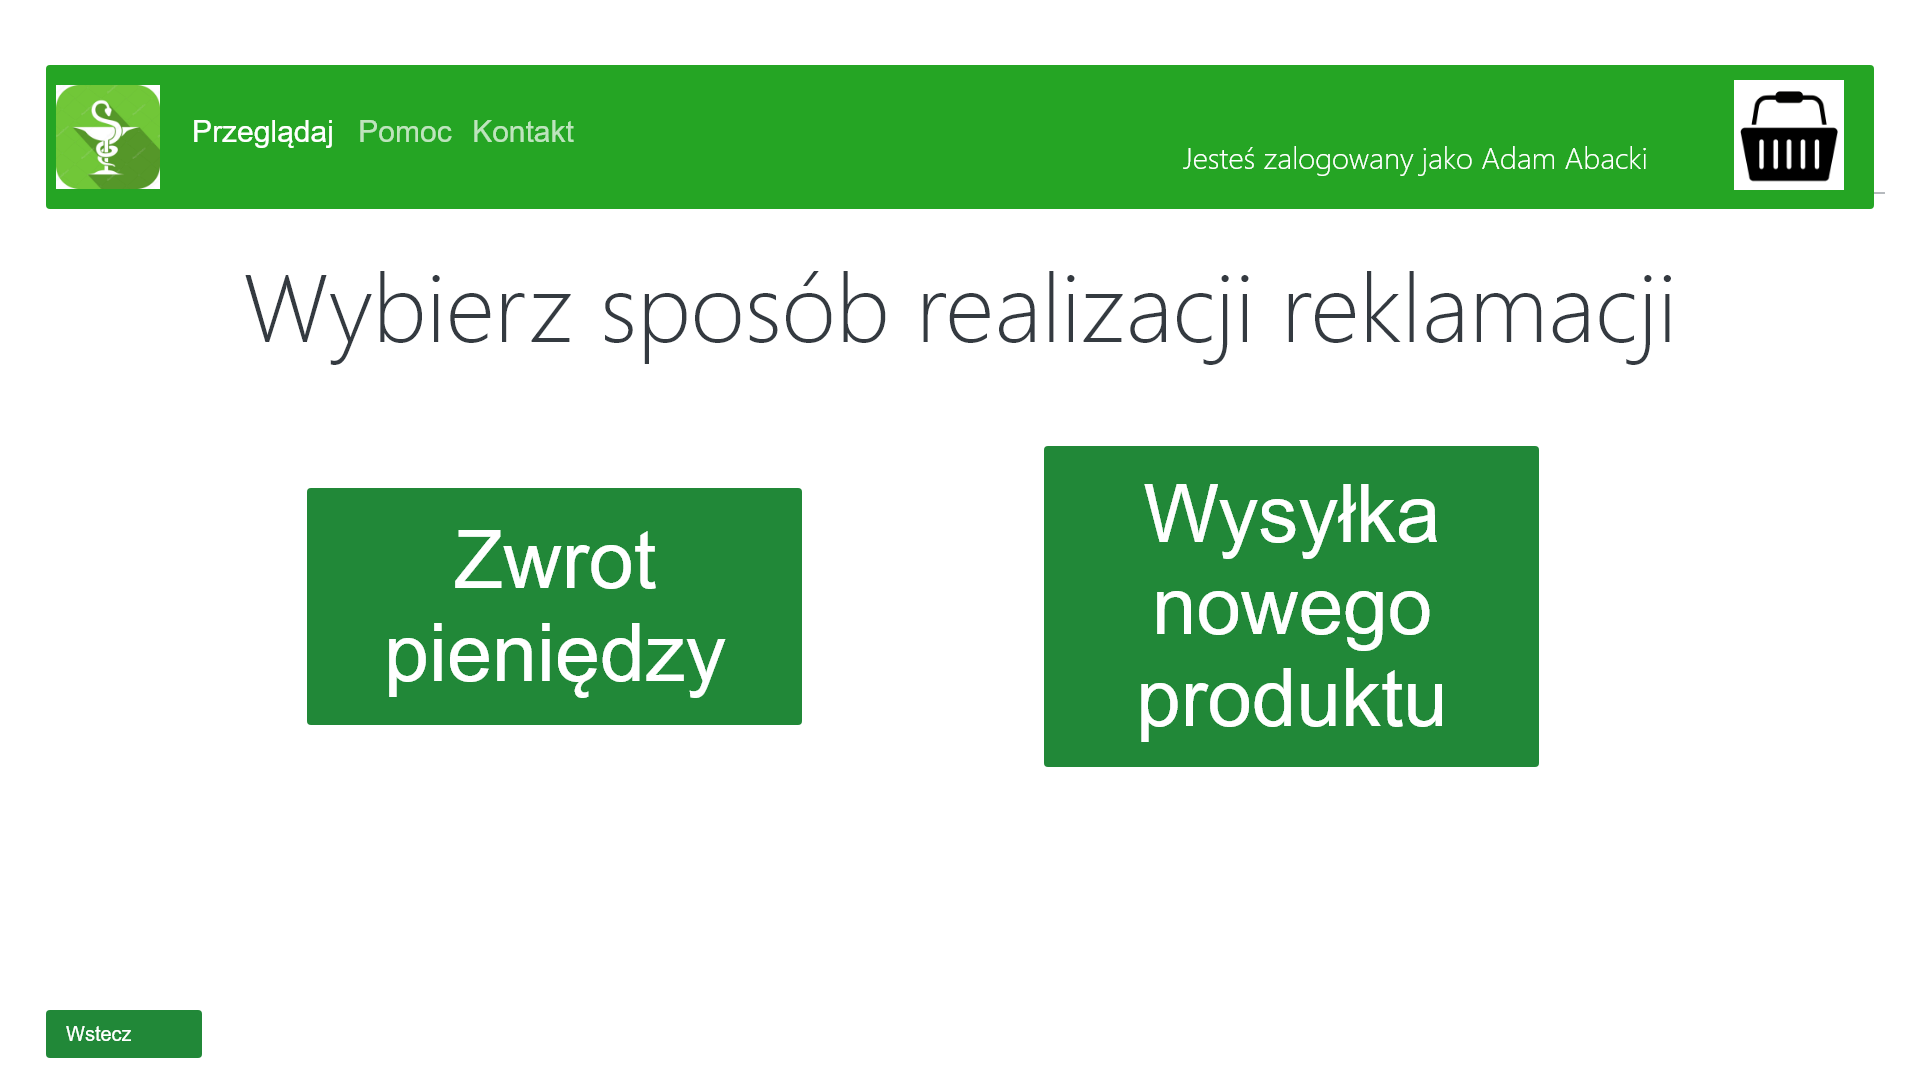 Przeglądaj Pomoc Kontakt
Jesteś zalogowany jako Adam Abacki
Wybierz sposób realizacji reklamacji
Zwrot
pieniędzy
Wysyłka
nowego
produktu
Wstecz